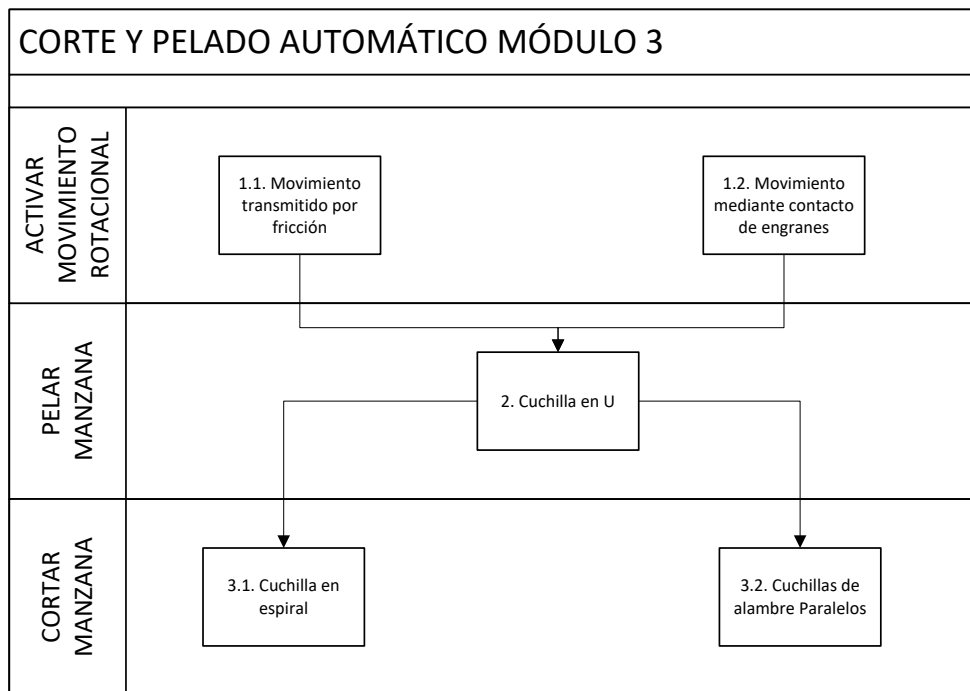 CORTE Y PELADO AUTOMÁTICO MÓDULO 3
ACTIVAR
MOVIMIENTO
ROTACIONAL
1.1. Movimiento
transmitido por
fricción
1.2. Movimiento
mediante contacto
de engranes
PELAR
MANZANA
2. Cuchilla en U
CORTAR
MANZANA
3.1. Cuchilla en
espiral
3.2. Cuchillas de
alambre Paralelos